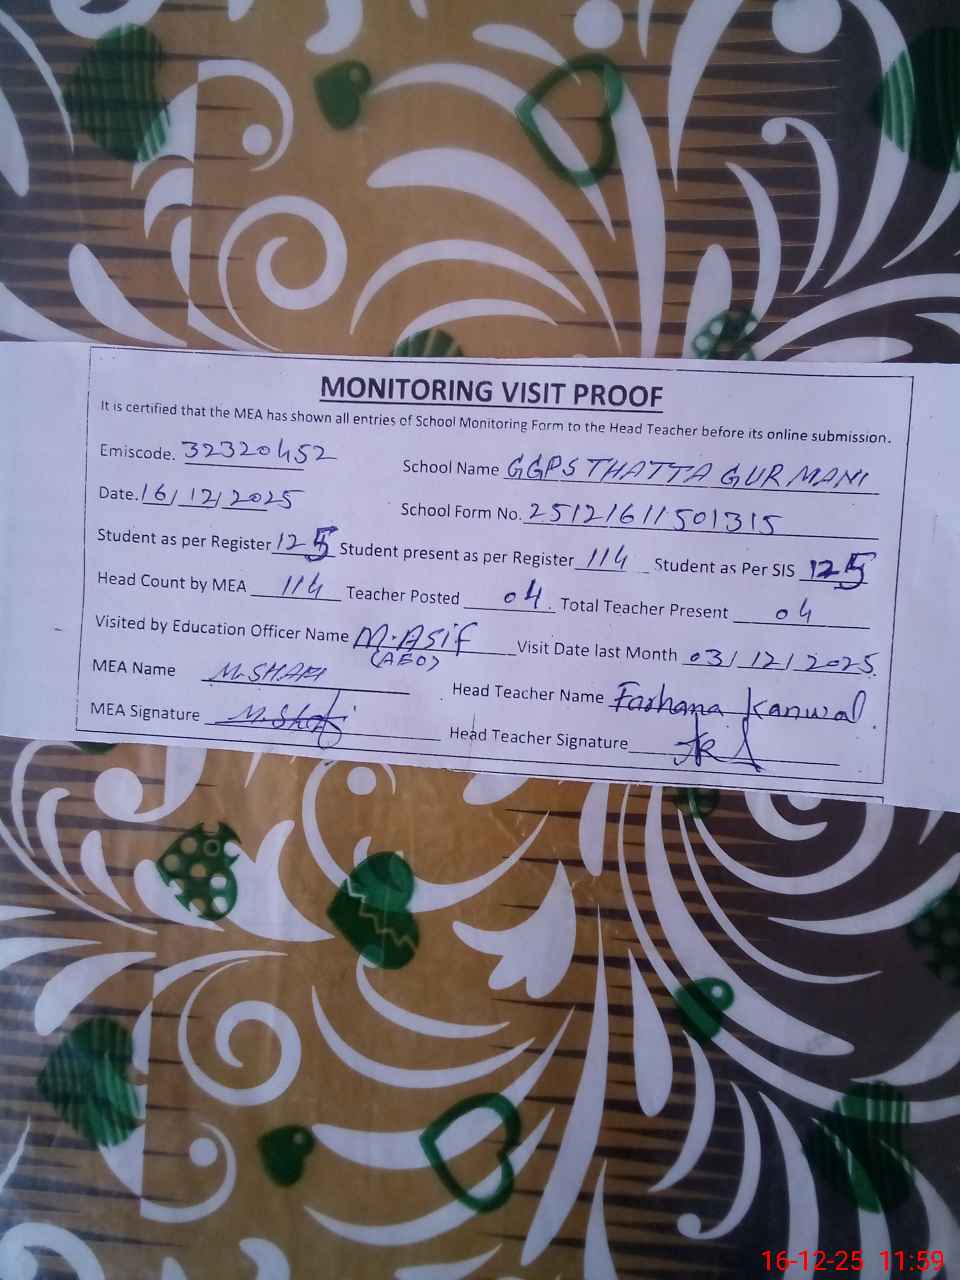 MONITORING VISIT PROOF
It is certified that the MEA has shown all entries of School Monitoring Form to the Head Teacher before its online submission.
Emiscode. 32320452 School Name GGPS THATTA GURMANI
Date. 16/12/2025 School Form No. 25121611501315
Student as per Register 125 Student present as per Register 114 Student as Per SIS 125
Head Count by MEA 114 Teacher Posted 04. Total Teacher Present 04
Visited by Education Officer Name M.Asif (AEO) Visit Date last Month 03/12/2025
MEA Name M.SHAFI Head Teacher Name Farhana Kanwal.
MEA Signature M.Shafi Head Teacher Signature
16-12-25 11:59